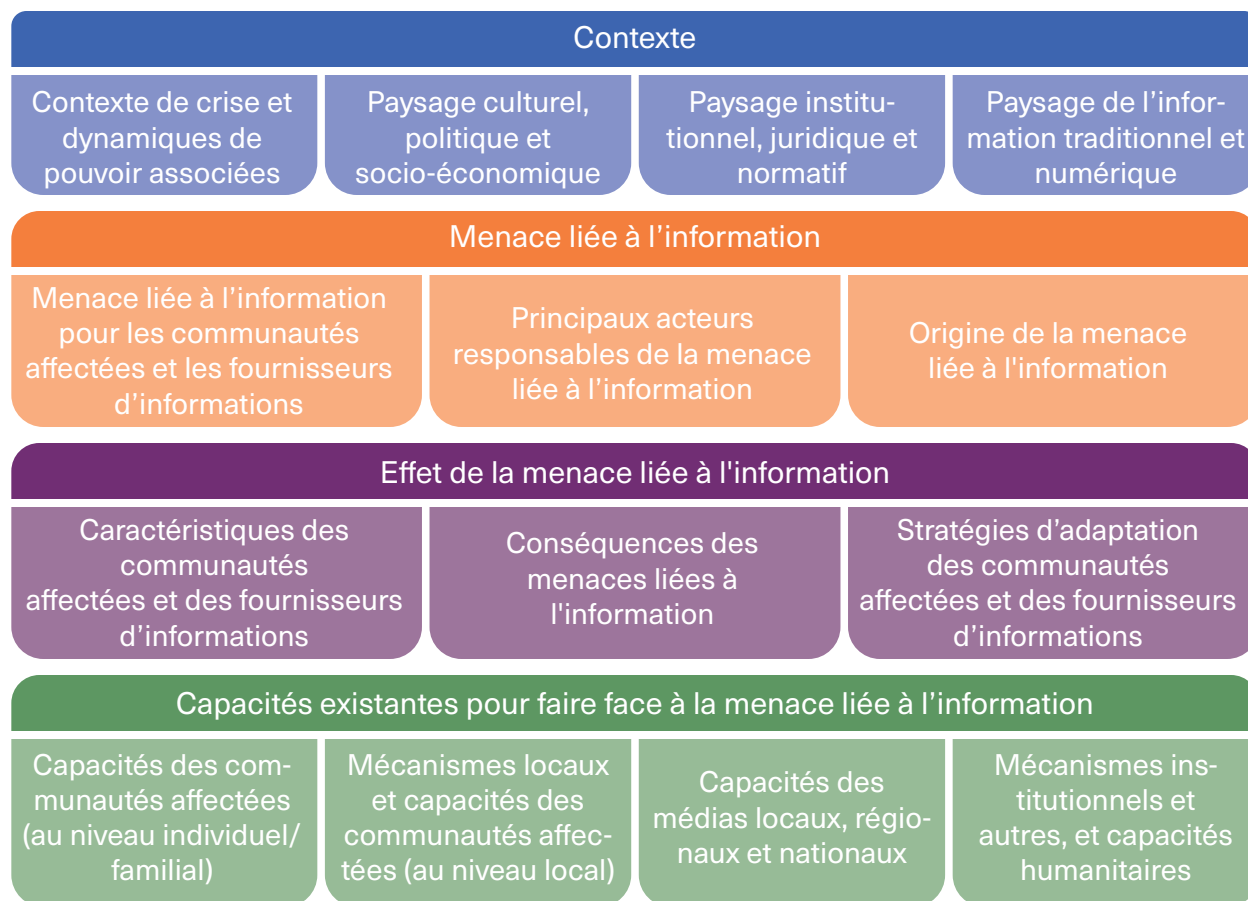 Contexte
Contexte de crise et
dynamiques de
pouvoir associées
Paysage culturel,
politique et
socio-économique
Paysage institu-
tionnel, juridique et
normatif
Paysage de l’infor-
mation traditionnel et
numérique
Menace liée à l’information
Menace liée à l’information
pour les communautés
affectées et les fournisseurs
d’informations
Principaux acteurs
responsables de la menace
liée à l’information
Origine de la menace
liée à l'information
Effet de la menace liée à l'information
Caractéristiques des
communautés
affectées et des fournisseurs
d’informations
Conséquences des
menaces liées à
l'information
Stratégies d’adaptation
des communautés
affectées et des fournisseurs
d’informations
Capacités existantes pour faire face à la menace liée à l’information
Capacités des com-
munautés affectées
(au niveau individuel/
familial)
Mécanismes locaux
et capacités des
communautés affec-
tées (au niveau local)
Capacités des
médias locaux, régio-
naux et nationaux
Mécanismes ins-
titutionnels et
autres, et capacités
humanitaires